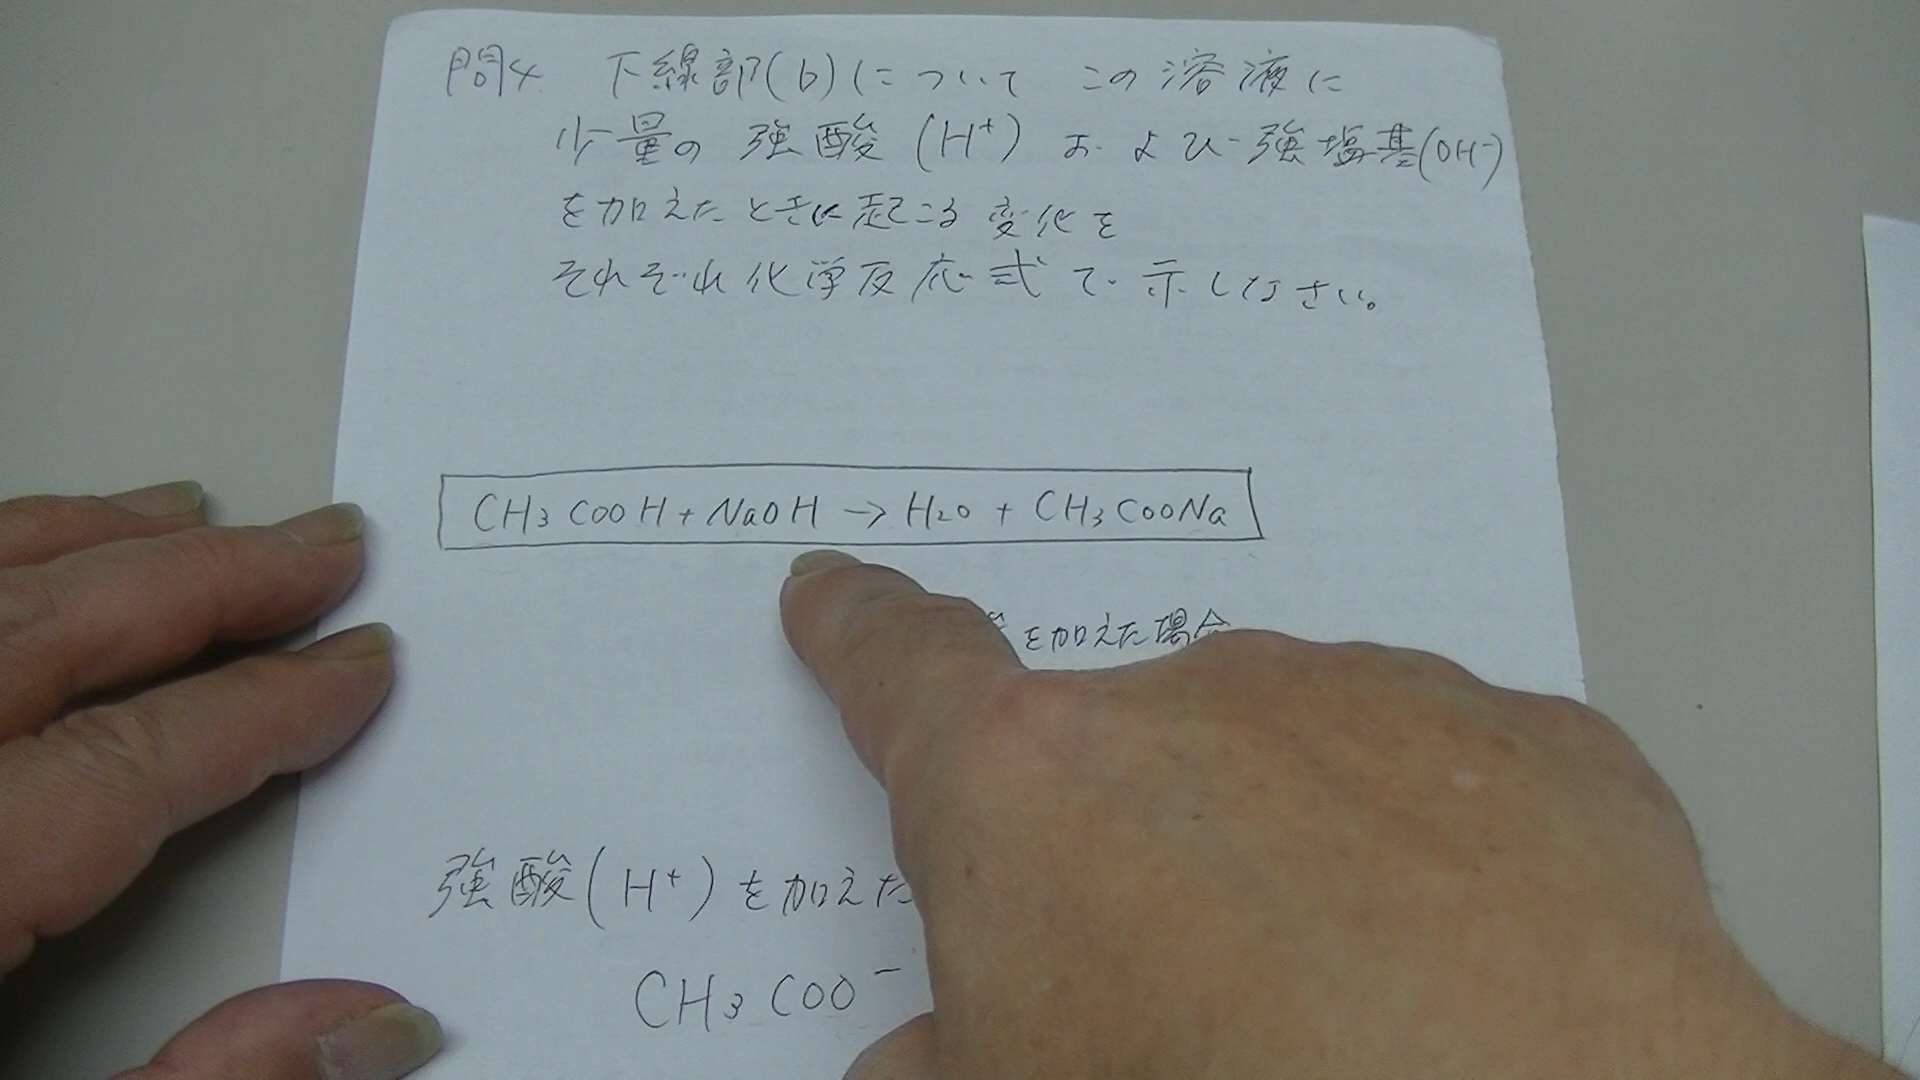 問4 下線部(b)について この溶液に
少量の 強酸(H⁺)および強塩基(OH⁻)
を加えたときに起こる変化を
それぞれ化学反応式で示しなさい。
CH₃COOH + NaOH → H₂O + CH₃COONa
を加えた場合
強酸(H⁺)を加えた
CH₃COO⁻